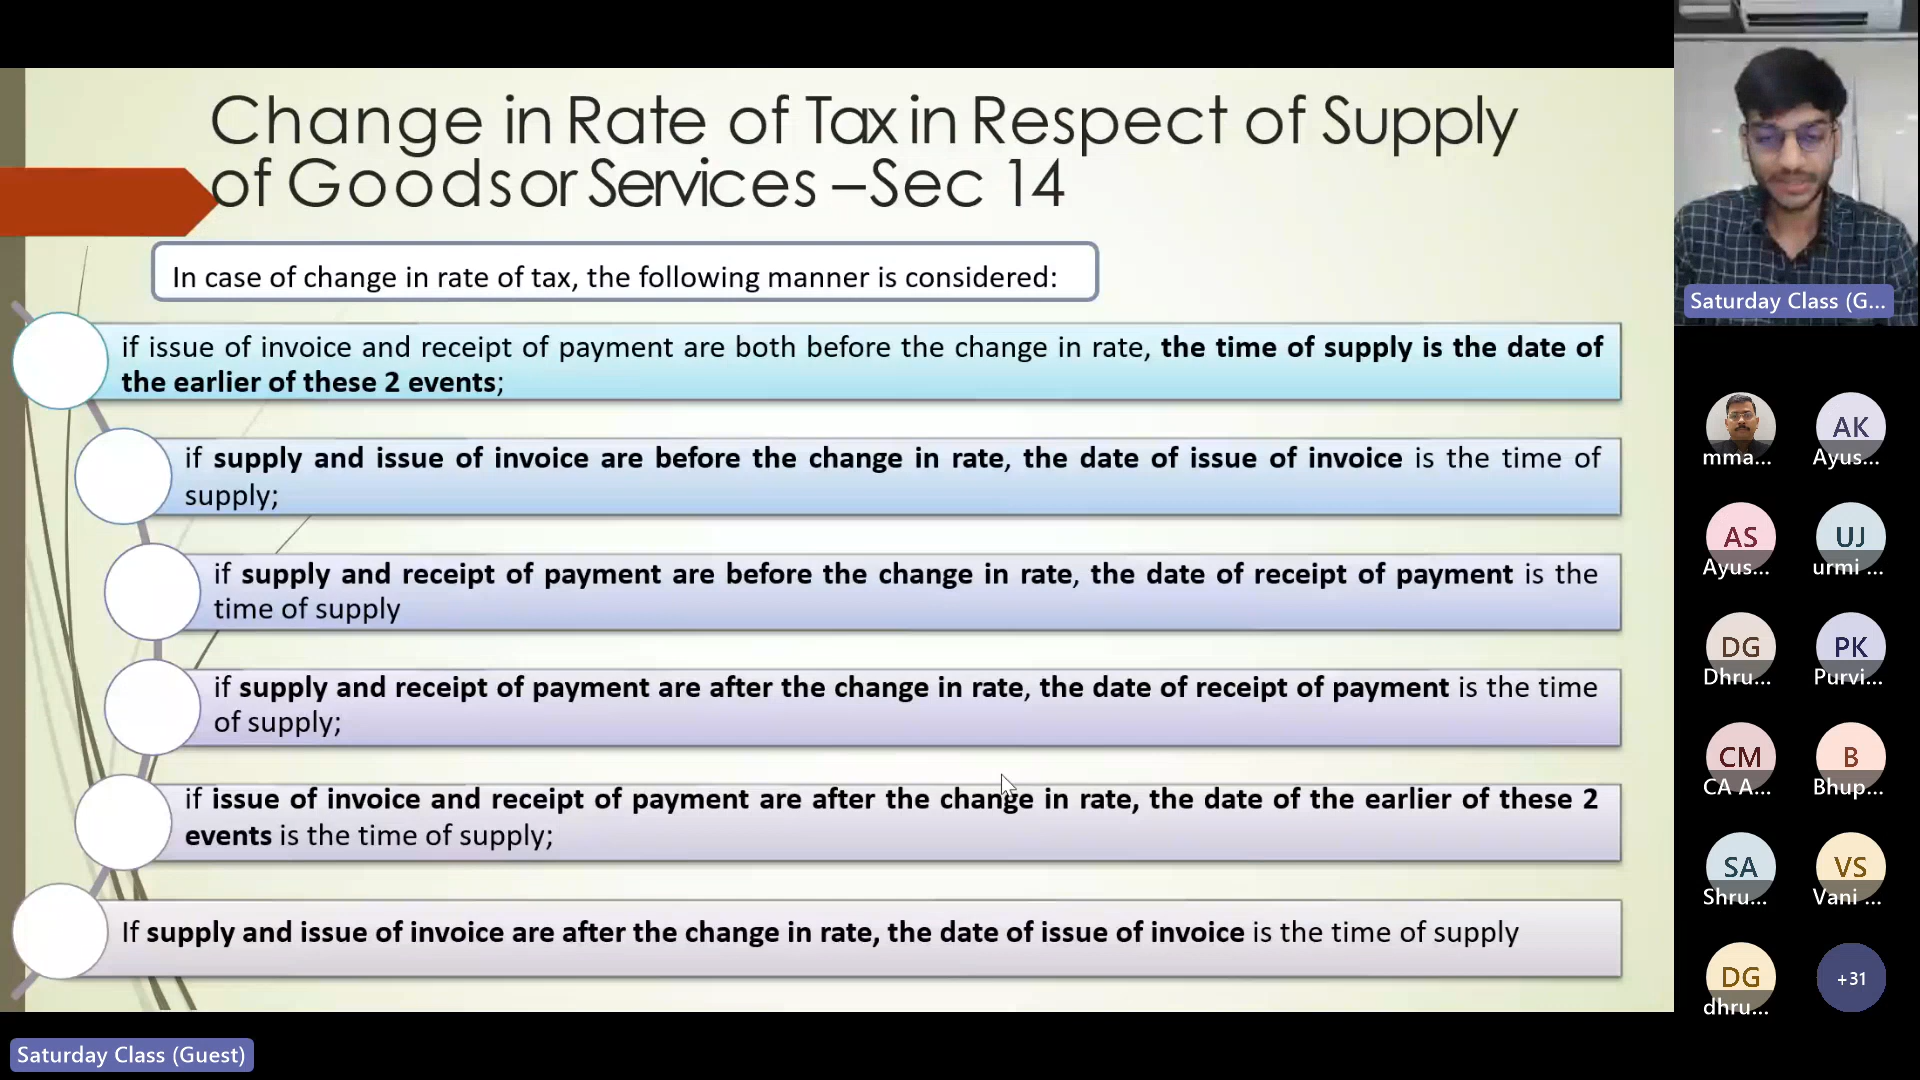 Change in Rate of Tax in Respect of Supply
of Goods or Services –Sec 14
In case of change in rate of tax, the following manner is considered:
if issue of invoice and receipt of payment are both before the change in rate, the time of supply is the date of
the earlier of these 2 events;
if supply and issue of invoice are before the change in rate, the date of issue of invoice is the time of
supply;
if supply and receipt of payment are before the change in rate, the date of receipt of payment is the
time of supply
if supply and receipt of payment are after the change in rate, the date of receipt of payment is the time
of supply;
if issue of invoice and receipt of payment are after the change in rate, the date of the earlier of these 2
events is the time of supply;
If supply and issue of invoice are after the change in rate, the date of issue of invoice is the time of supply
Saturday Class (Guest)
Saturday Class (G...
mma...
AK
Ayus...
AS
Ayus...
UJ
urmi ...
DG
Dhru...
PK
Purvi...
CM
CA A...
B
Bhup...
SA
Shru...
VS
Vani ...
DG
dhru...
+31